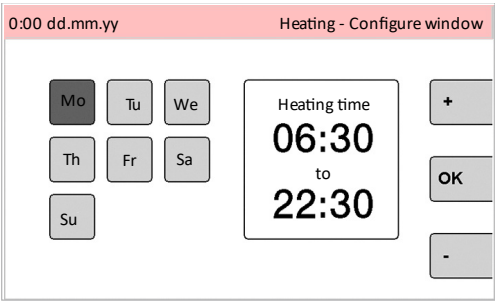 0:00 dd.mm.yy Heating - Configure window
Mo Tu We
Th Fr Sa
Su
Heating time
06:30
to
22:30
+
OK
-